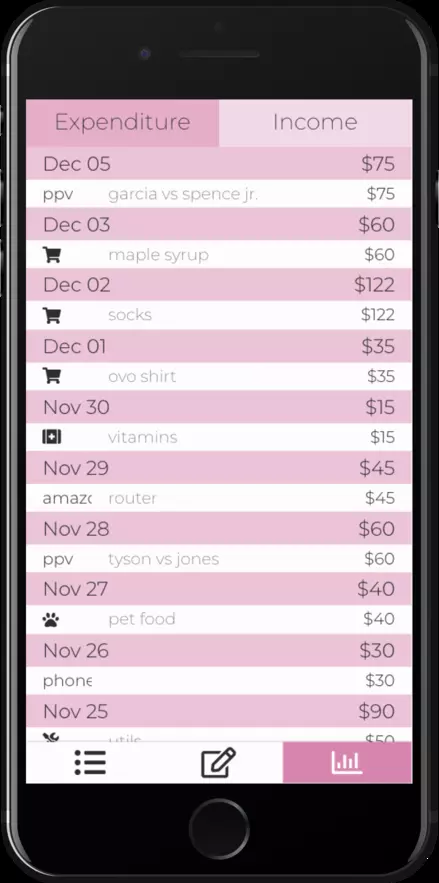 Expenditure Income
Dec 05 $75
ppv garcia vs spence jr. $75
Dec 03 $60
maple syrup $60
Dec 02 $122
socks $122
Dec 01 $35
ovo shirt $35
Nov 30 $15
vitamins $15
Nov 29 $45
amazc router $45
Nov 28 $60
ppv tyson vs jones $60
Nov 27 $40
pet food $40
Nov 26 $30
phone $30
Nov 25 $90
utils $50